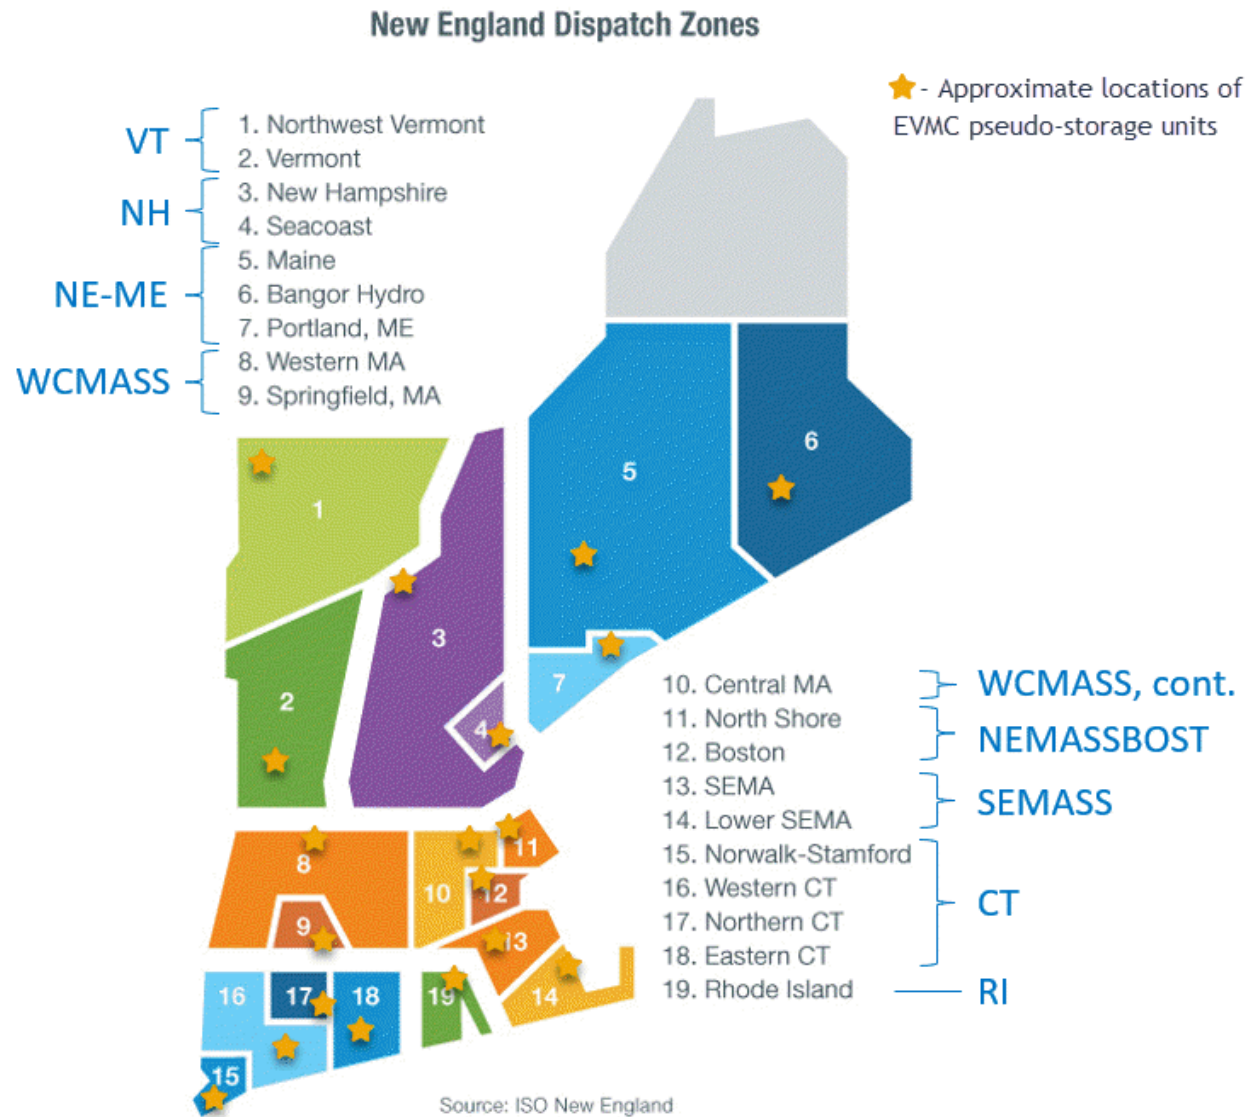 New England Dispatch Zones
- Approximate locations of
EVMC pseudo-storage units
VT
1. Northwest Vermont
2. Vermont
NH
3. New Hampshire
4. Seacoast
NE-ME
5. Maine
6. Bangor Hydro
7. Portland, ME
WCMASS
8. Western MA
9. Springfield, MA
1
2
3
4
5
6
7
10. Central MA
WCMASS, cont.
11. North Shore
12. Boston
NEMASSBOST
13. SEMA
14. Lower SEMA
SEMASS
15. Norwalk-Stamford
16. Western CT
17. Northern CT
18. Eastern CT
CT
19. Rhode Island
RI
8
9
10
11
12
13
14
15
16
17
18
19
Source: ISO New England